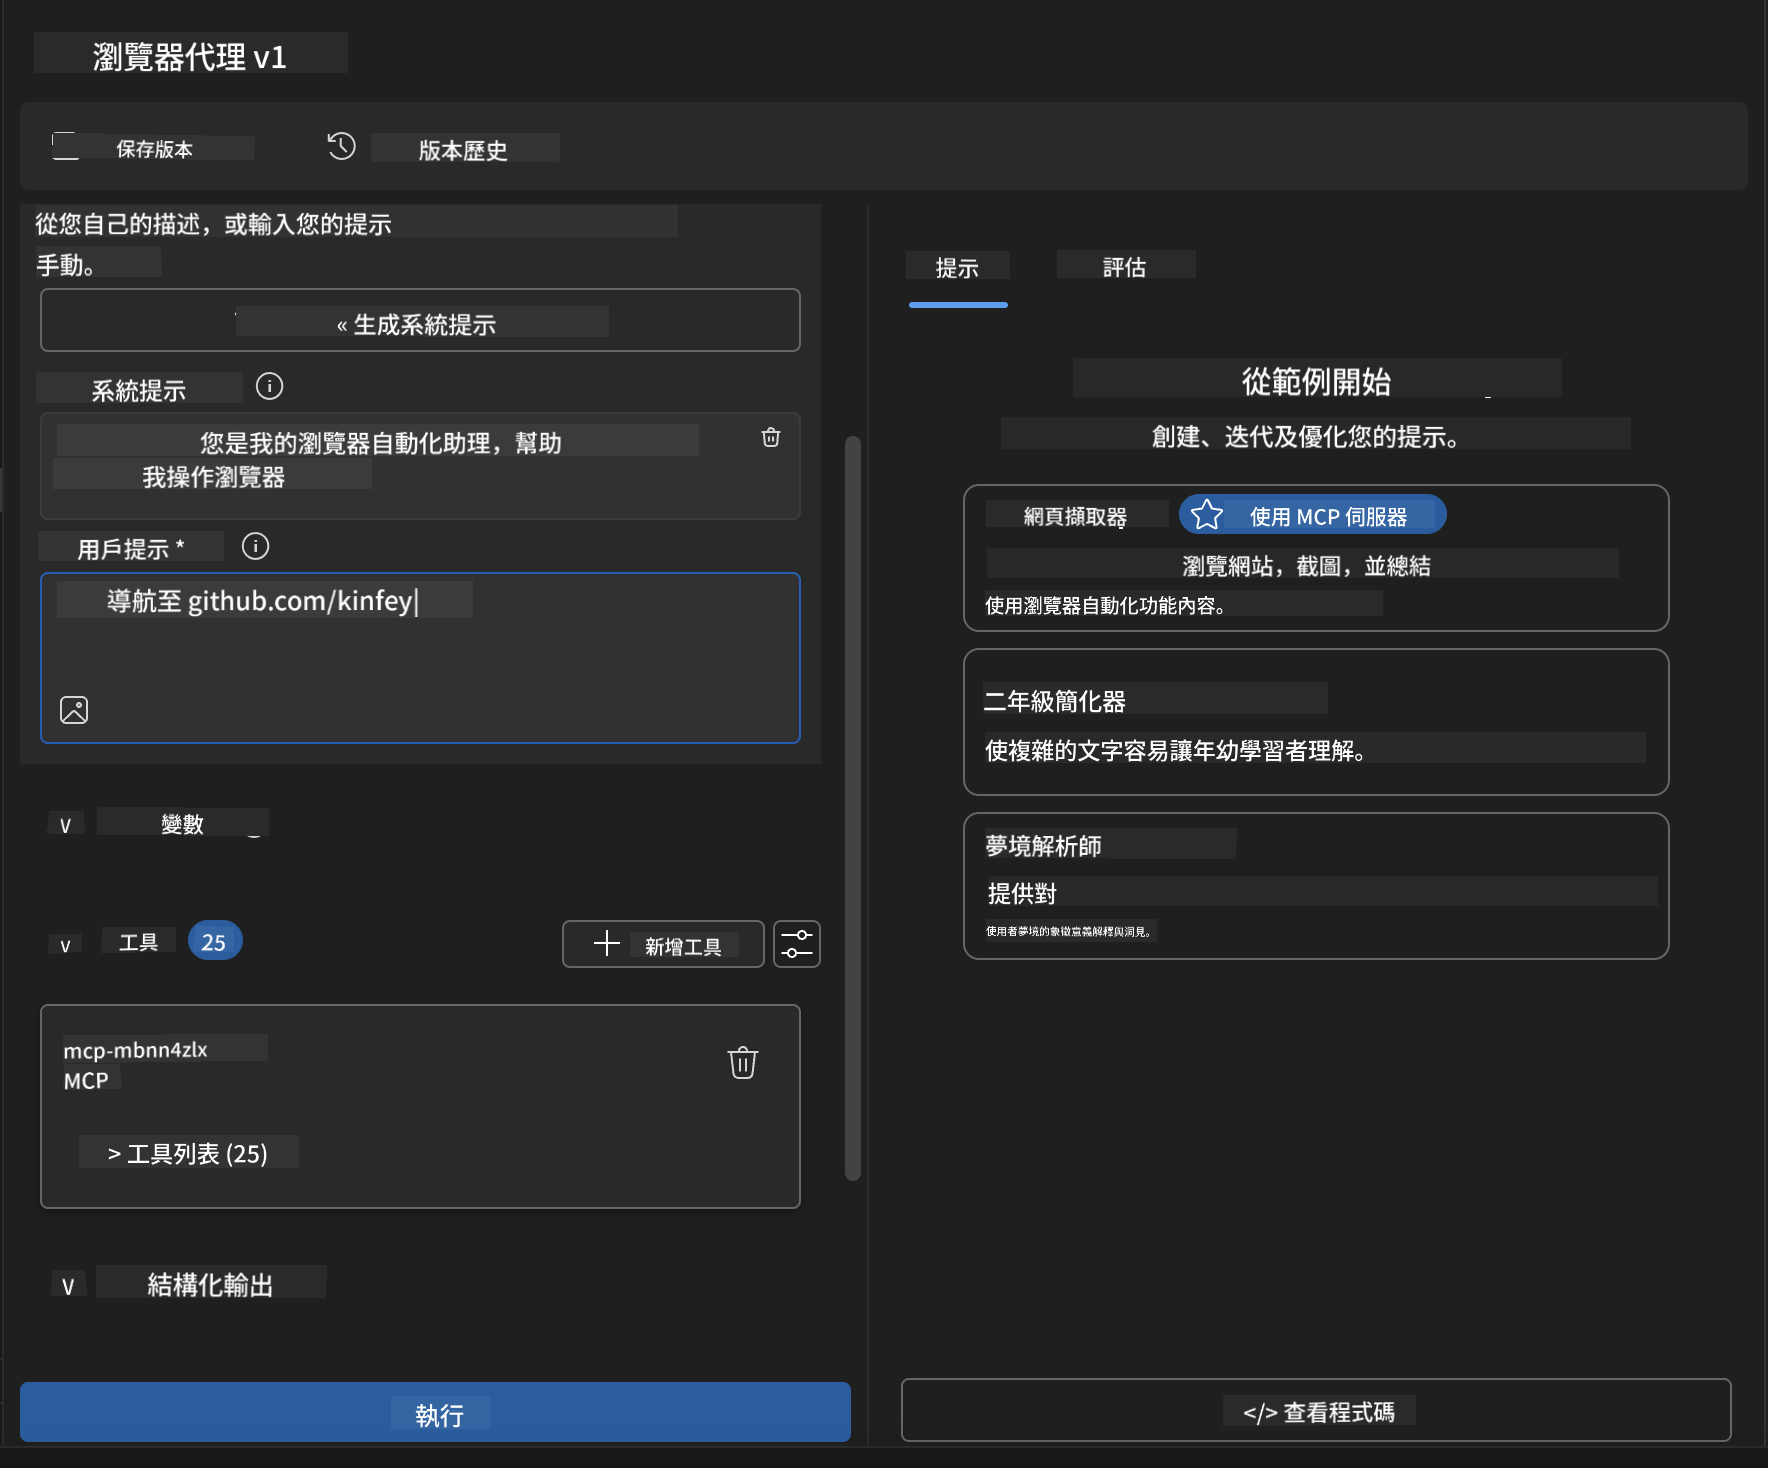 瀏覽器代理 v1
保存版本
版本歷史
從您自己的描述，或輸入您的提示
手動。
« 生成系統提示
系統提示
您是我的瀏覽器自動化助理，幫助
我操作瀏覽器
用戶提示 *
導航至 github.com/kinfey
變數
工具 25
新增工具
mcp-mbnn4zlx
MCP
> 工具列表 (25)
結構化輸出
執行
提示
評估
從範例開始
創建、迭代及優化您的提示。
網頁擷取器
使用 MCP 伺服器
瀏覽網站，截圖，並總結
使用瀏覽器自動化功能內容。
二年級簡化器
使複雜的文字容易讓年幼學習者理解。
夢境解析師
提供對
使用者夢境的象徵意義解釋與洞見。
</> 查看程式碼